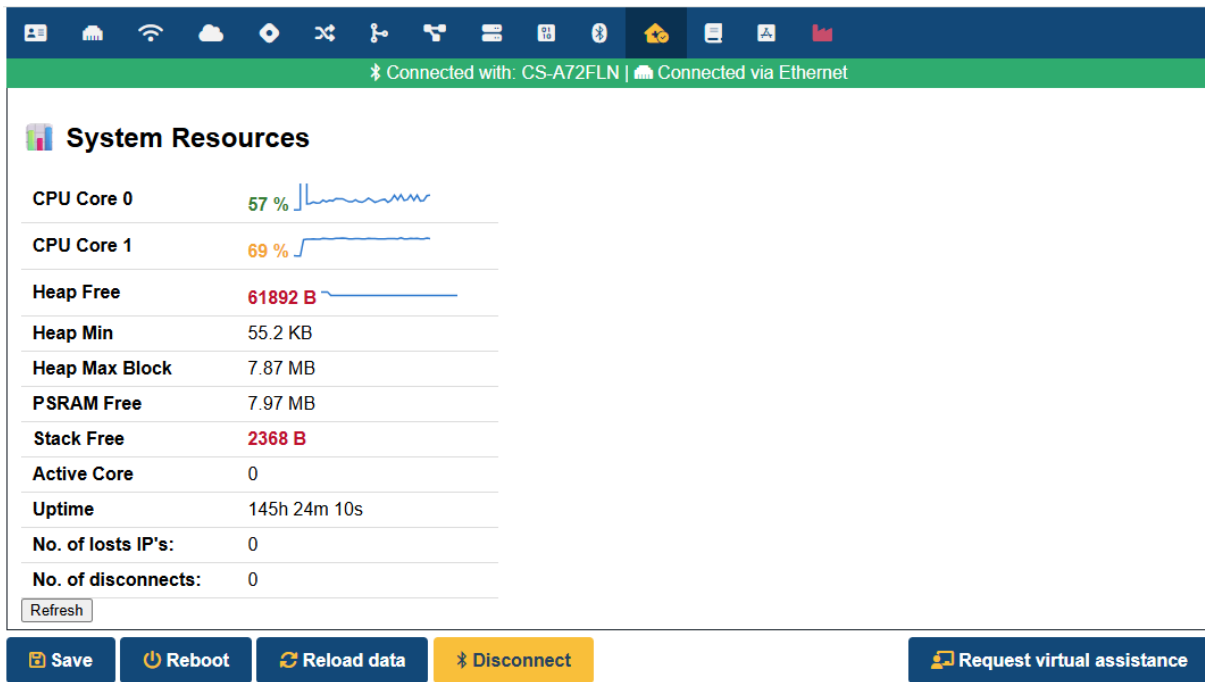 Connected with: CS-A72FLN | Connected via Ethernet
System Resources
CPU Core 0 57 %
CPU Core 1 69 %
Heap Free 61892 B
Heap Min 55.2 KB
Heap Max Block 7.87 MB
PSRAM Free 7.97 MB
Stack Free 2368 B
Active Core 0
Uptime 145h 24m 10s
No. of losts IP's: 0
No. of disconnects: 0
Refresh
Save Reboot Reload data Disconnect Request virtual assistance